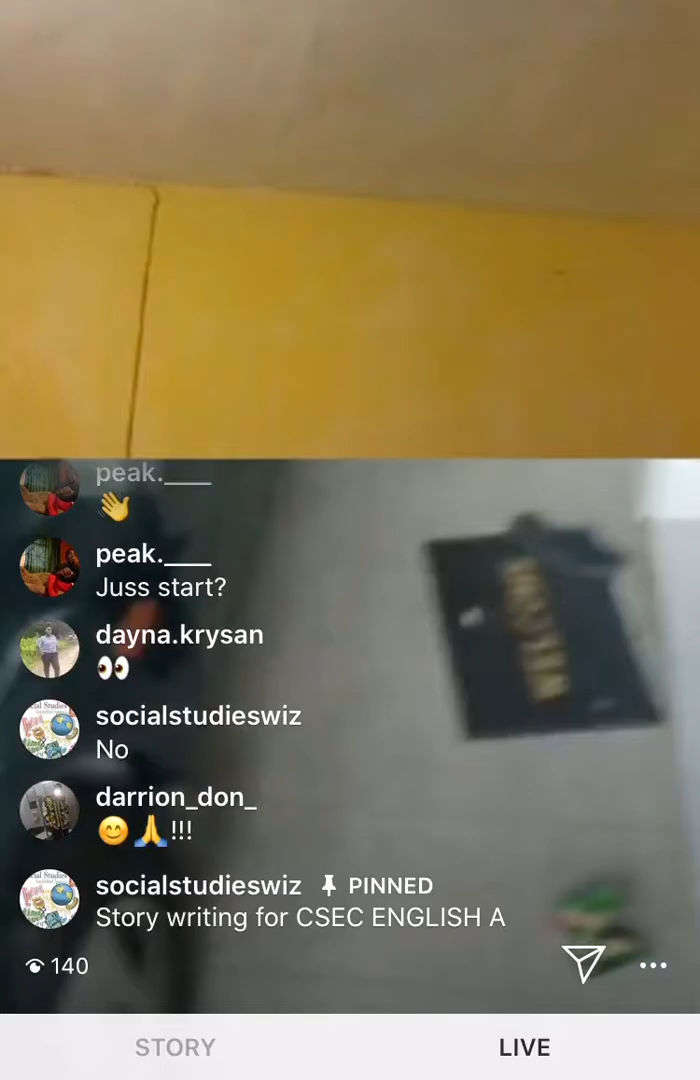 peak.____
👋
peak.____
Juss start?
dayna.krysan
👀
socialstudieswiz
No
darrion_don_
😊🙏!!!
socialstudieswiz 📌 PINNED
Story writing for CSEC ENGLISH A
140
STORY
LIVE